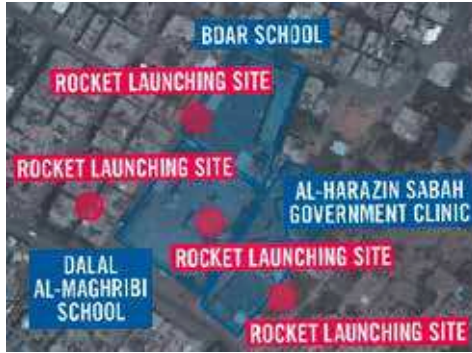 BDAR SCHOOL
ROCKET LAUNCHING SITE
ROCKET LAUNCHING SITE
AL-HARAZIN SABAH
GOVERNMENT CLINIC
ROCKET LAUNCHING SITE
DALAL
AL-MAGHRIBI
SCHOOL
ROCKET LAUNCHING SITE